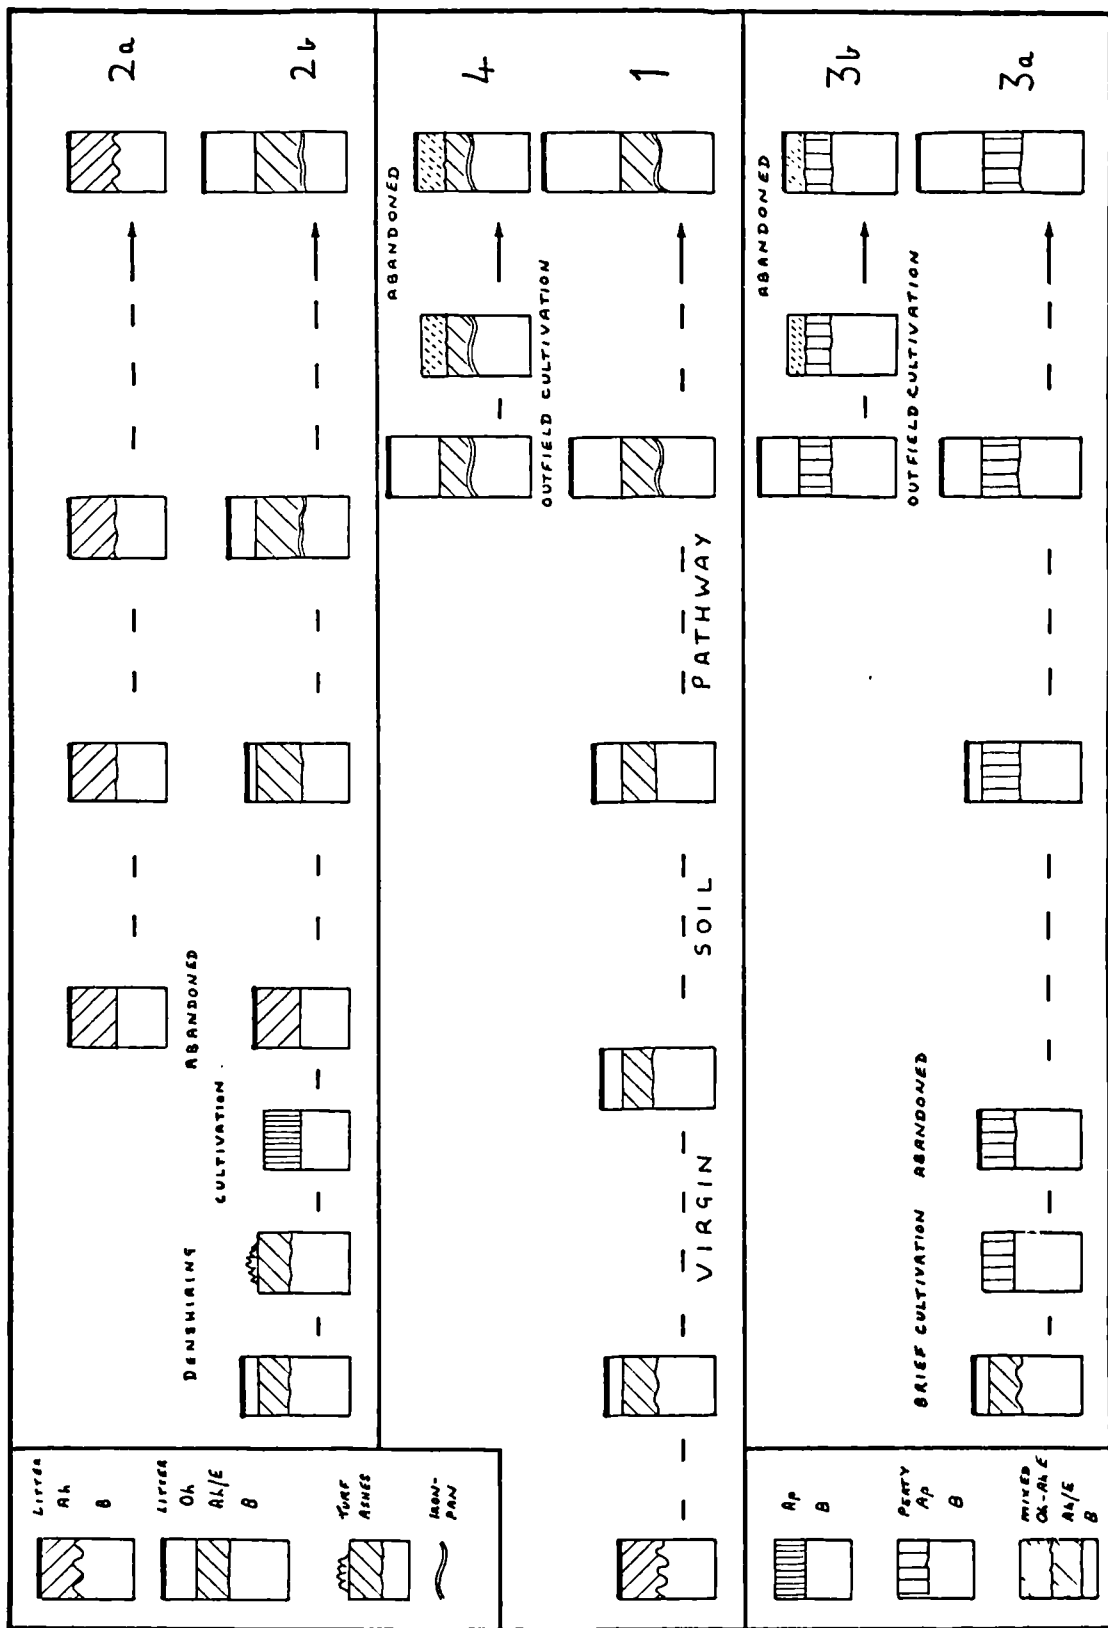 2a
2b
4
1
3b
3a
DENSHIRING
CULTIVATION
ABANDONED
ABANDONED
OUTFIELD CULTIVATION
VIRGIN SOIL PATHWAY
ABANDONED
OUTFIELD CULTIVATION
BRIEF CULTIVATION ABANDONED
LITTER
Ah
B
LITTER
Oh
Ah/E
B
TURF
ASHES
IRON-
PAN
Ap
B
PEATY
Ap
B
MIXED
Oh-Ah E
Ah/E
B